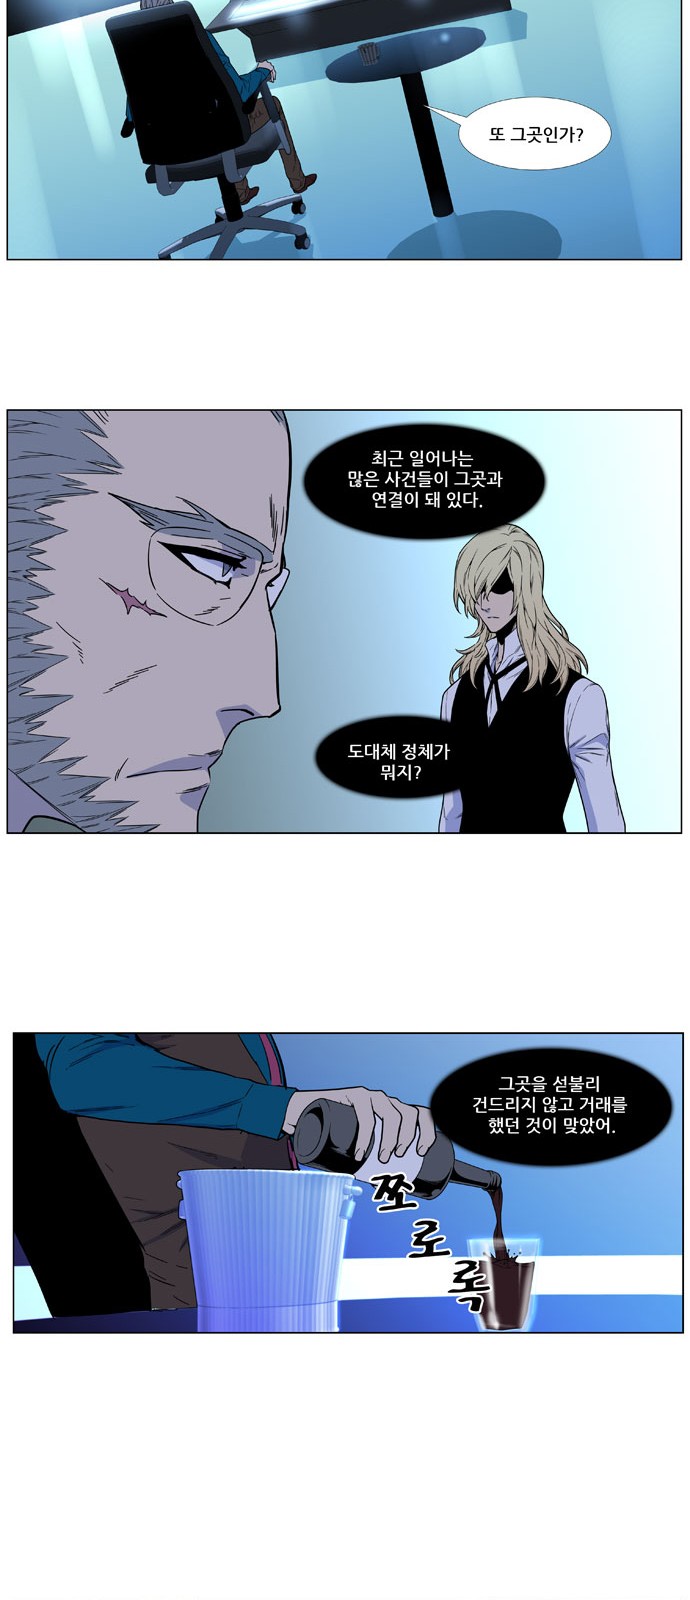 또 그곳인가?
최근 일어나는
많은 사건들이 그곳과
연결이 돼 있다.
도대체 정체가
뭐지?
그곳을 섣불리
건드리지 않고 거래를
했던 것이 맞았어.
쪼
로
록